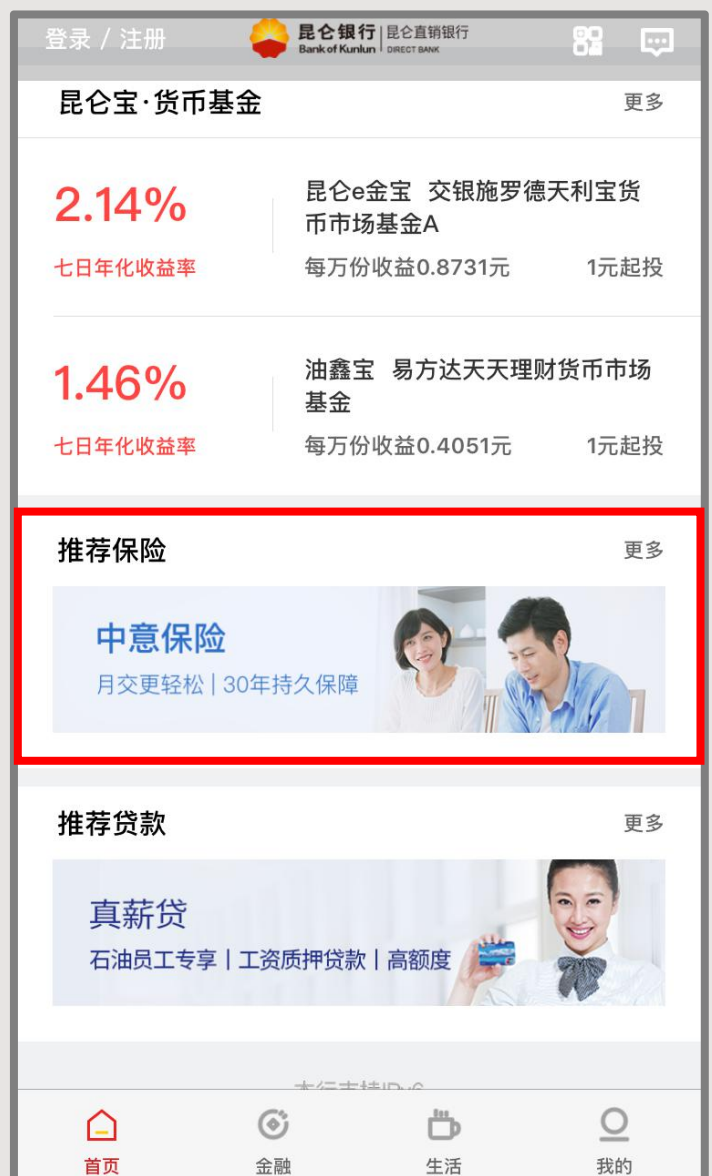 登录 / 注册
昆仑银行 昆仑直销银行
Bank of Kunlun DIRECT BANK
昆仑宝·货币基金 更多
2.14%
七日年化收益率
昆仑e金宝 交银施罗德天利宝货
币市场基金A
每万份收益0.8731元 1元起投
1.46%
七日年化收益率
油鑫宝 易方达天天理财货币市场
基金
每万份收益0.4051元 1元起投
推荐保险 更多
中意保险
月交更轻松 | 30年持久保障
推荐贷款 更多
真薪贷
石油员工专享 | 工资质押贷款 | 高额度
本行支持IPv6
首页 金融 生活 我的